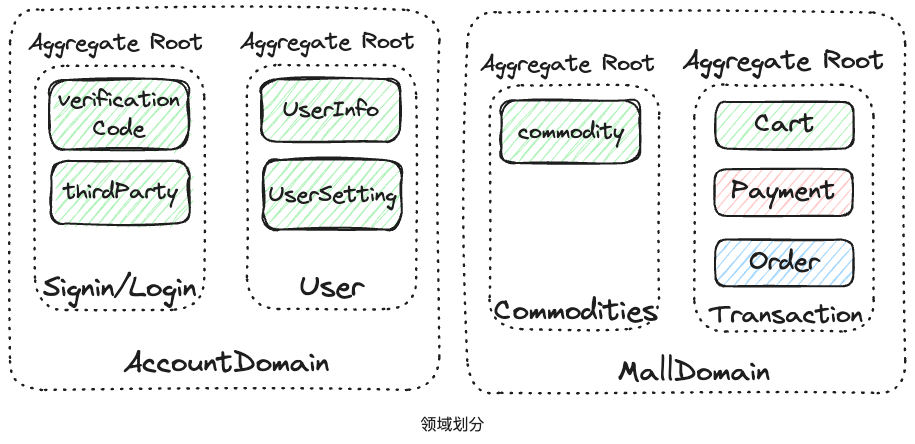 Aggregate Root
verification
Code
thirdParty
Signin/Login
Aggregate Root
UserInfo
UserSetting
User
AccountDomain
Aggregate Root
commodity
Commodities
Aggregate Root
Cart
Payment
Order
Transaction
MallDomain
领域划分